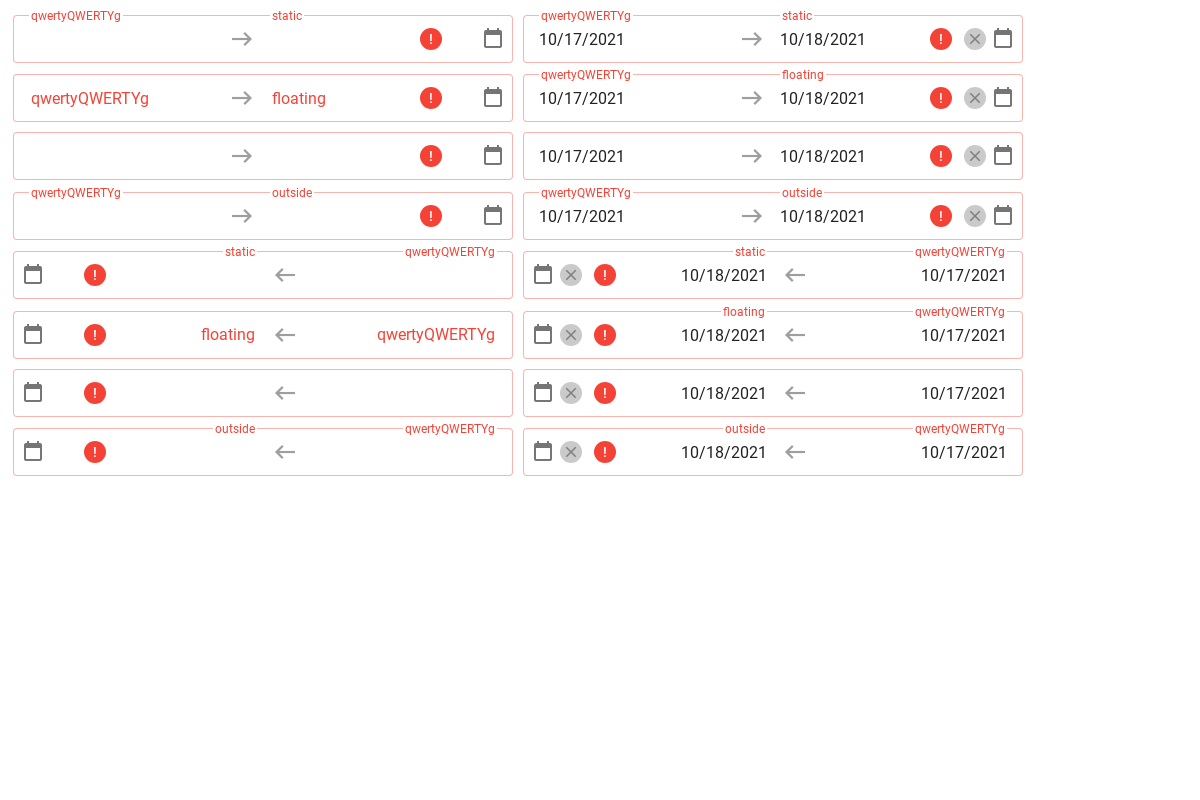 qwertyQWERTYg static qwertyQWERTYg static
10/17/2021 10/18/2021
qwertyQWERTYg floating
qwertyQWERTYg floating 10/17/2021 10/18/2021
10/17/2021 10/18/2021
qwertyQWERTYg outside qwertyQWERTYg outside
10/17/2021 10/18/2021
static qwertyQWERTYg static qwertyQWERTYg
10/18/2021 10/17/2021
floating qwertyQWERTYg
floating qwertyQWERTYg 10/18/2021 10/17/2021
10/18/2021 10/17/2021
outside qwertyQWERTYg outside qwertyQWERTYg
10/18/2021 10/17/2021